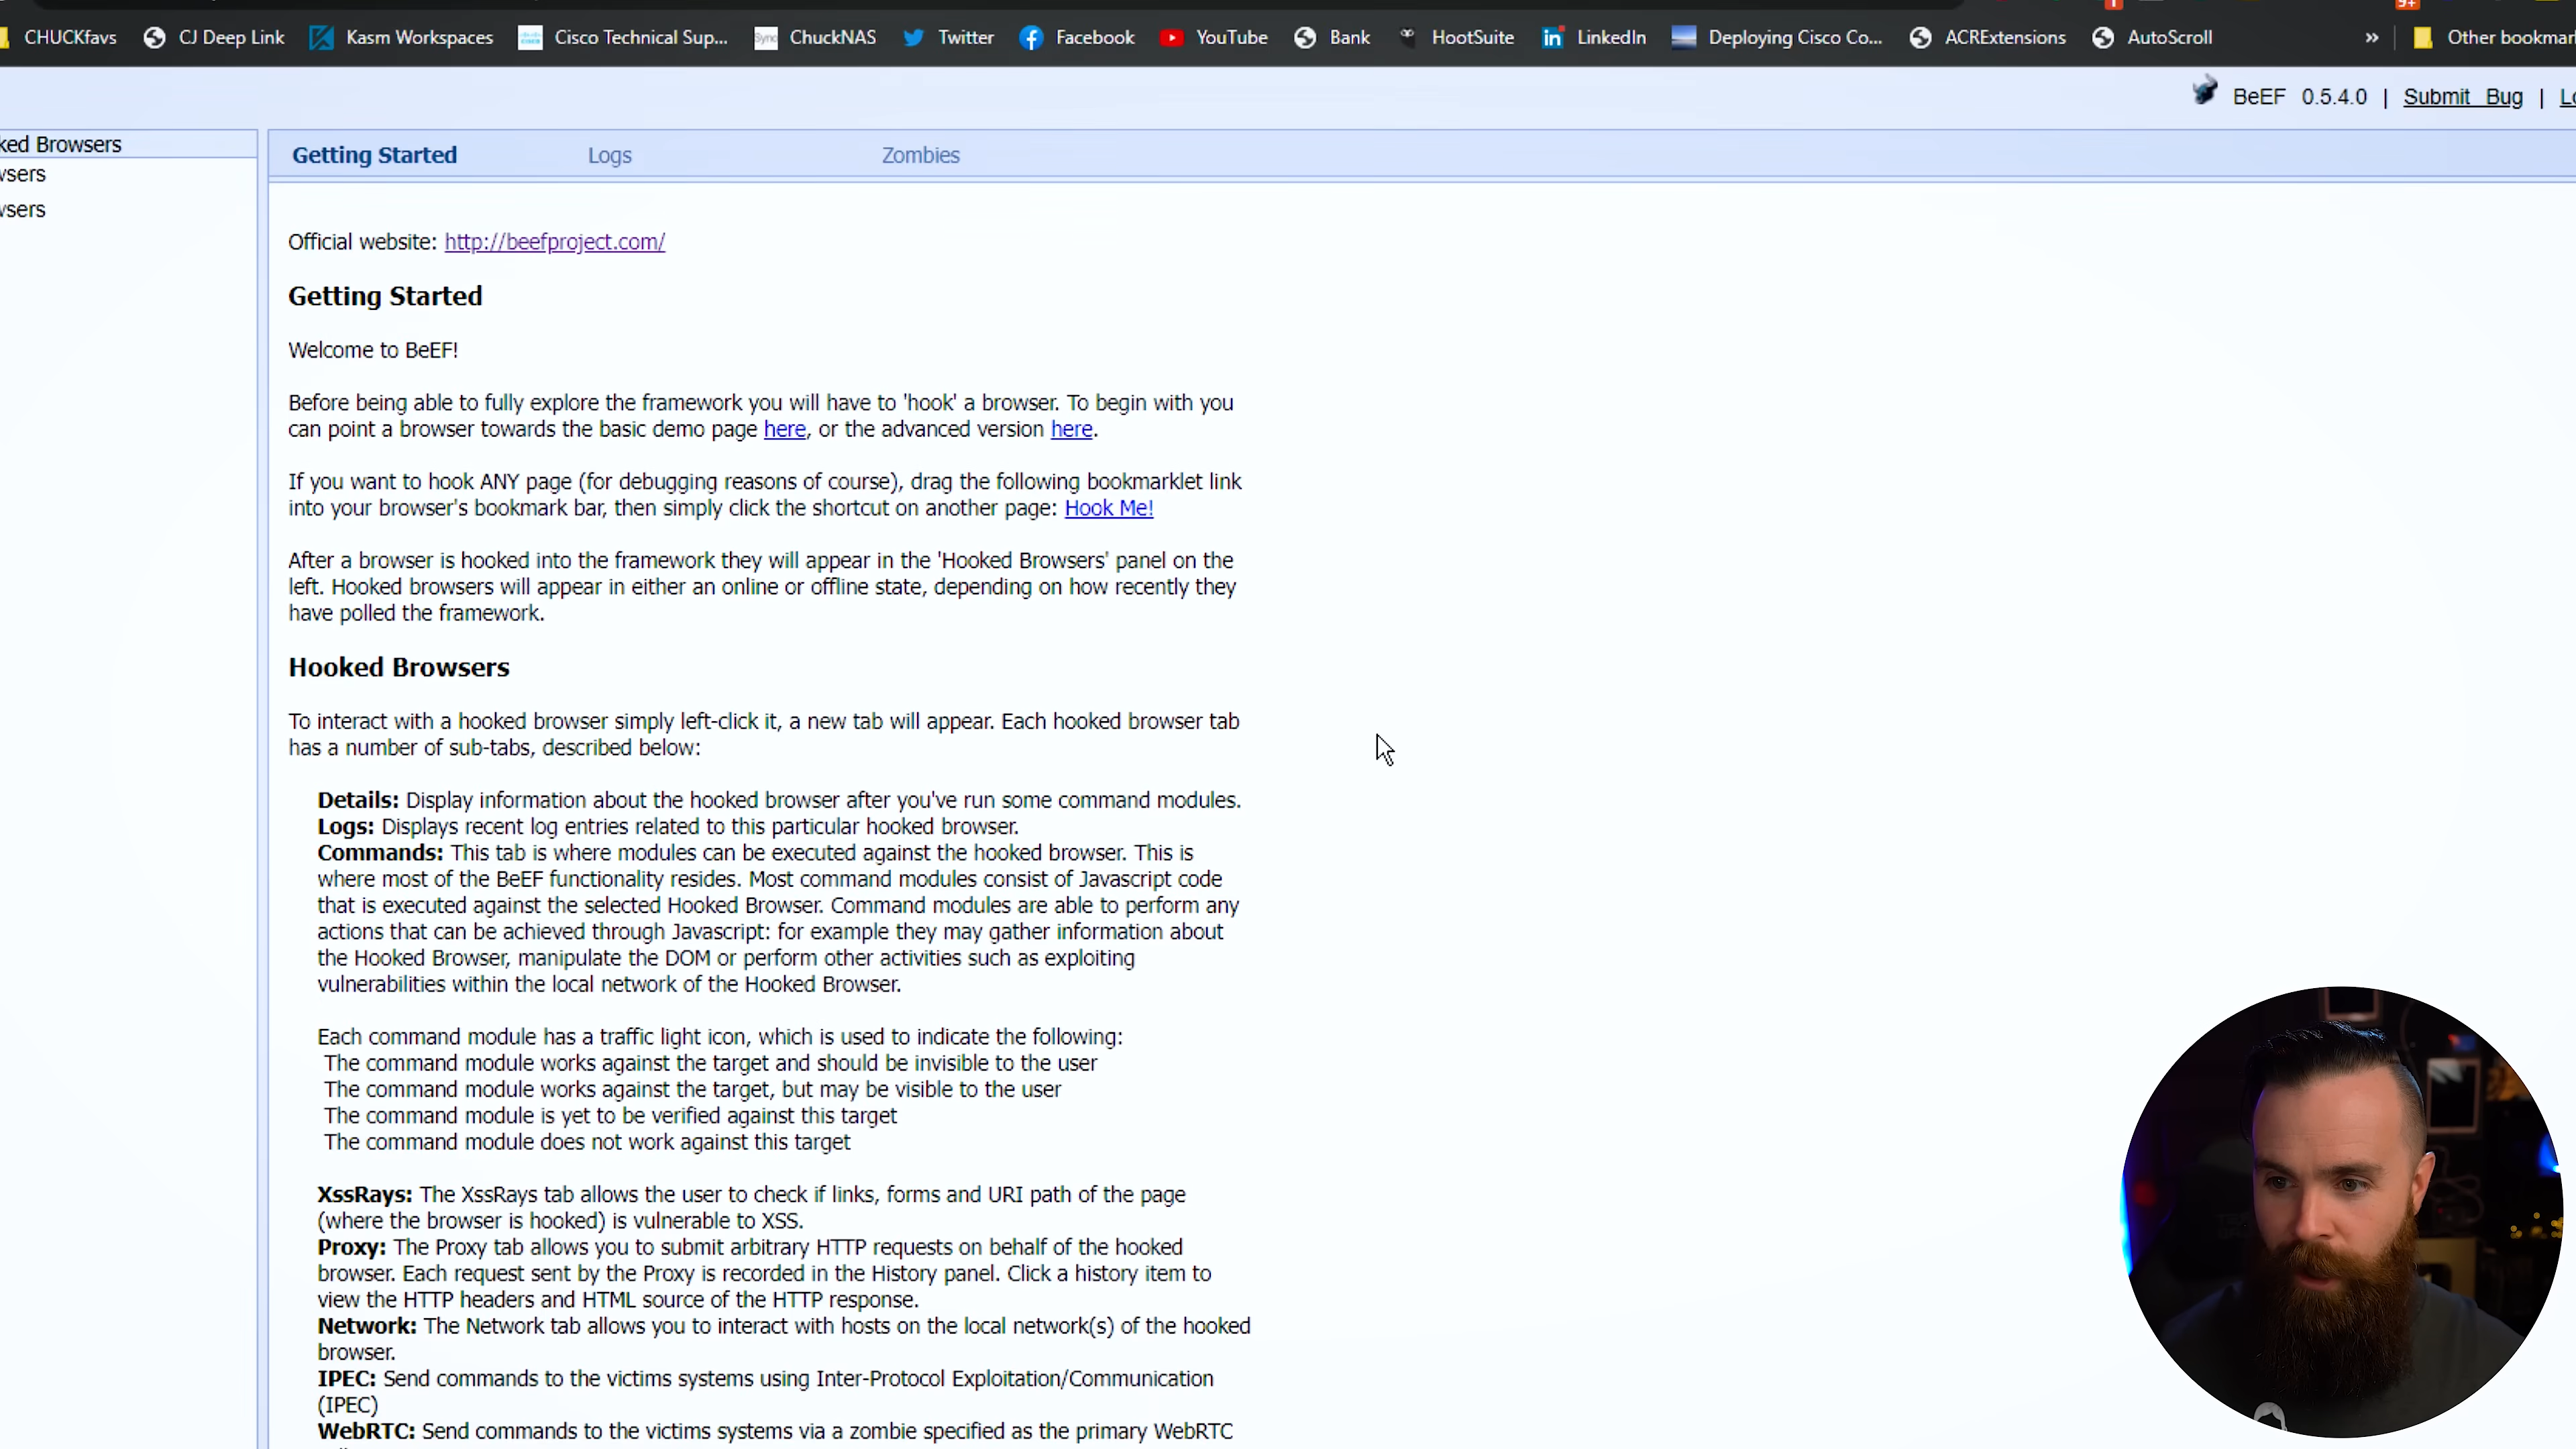 CHUCKfavs CJ Deep Link Kasm Workspaces Cisco Technical Sup... ChuckNAS Twitter Facebook YouTube Bank HootSuite LinkedIn Deploying Cisco Co... ACRExtensions AutoScroll » Other bookmar
BeEF 0.5.4.0 | Submit Bug | Lo
ked Browsers
wsers
wsers
Getting Started Logs Zombies
Official website: http://beefproject.com/
Getting Started
Welcome to BeEF!
Before being able to fully explore the framework you will have to 'hook' a browser. To begin with you
can point a browser towards the basic demo page here, or the advanced version here.
If you want to hook ANY page (for debugging reasons of course), drag the following bookmarklet link
into your browser's bookmark bar, then simply click the shortcut on another page: Hook Me!
After a browser is hooked into the framework they will appear in the 'Hooked Browsers' panel on the
left. Hooked browsers will appear in either an online or offline state, depending on how recently they
have polled the framework.
Hooked Browsers
To interact with a hooked browser simply left-click it, a new tab will appear. Each hooked browser tab
has a number of sub-tabs, described below:
Details: Display information about the hooked browser after you've run some command modules.
Logs: Displays recent log entries related to this particular hooked browser.
Commands: This tab is where modules can be executed against the hooked browser. This is
where most of the BeEF functionality resides. Most command modules consist of Javascript code
that is executed against the selected Hooked Browser. Command modules are able to perform any
actions that can be achieved through Javascript: for example they may gather information about
the Hooked Browser, manipulate the DOM or perform other activities such as exploiting
vulnerabilities within the local network of the Hooked Browser.
Each command module has a traffic light icon, which is used to indicate the following:
The command module works against the target and should be invisible to the user
The command module works against the target, but may be visible to the user
The command module is yet to be verified against this target
The command module does not work against this target
XssRays: The XssRays tab allows the user to check if links, forms and URI path of the page
(where the browser is hooked) is vulnerable to XSS.
Proxy: The Proxy tab allows you to submit arbitrary HTTP requests on behalf of the hooked
browser. Each request sent by the Proxy is recorded in the History panel. Click a history item to
view the HTTP headers and HTML source of the HTTP response.
Network: The Network tab allows you to interact with hosts on the local network(s) of the hooked
browser.
IPEC: Send commands to the victims systems using Inter-Protocol Exploitation/Communication
(IPEC)
WebRTC: Send commands to the victims systems via a zombie specified as the primary WebRTC